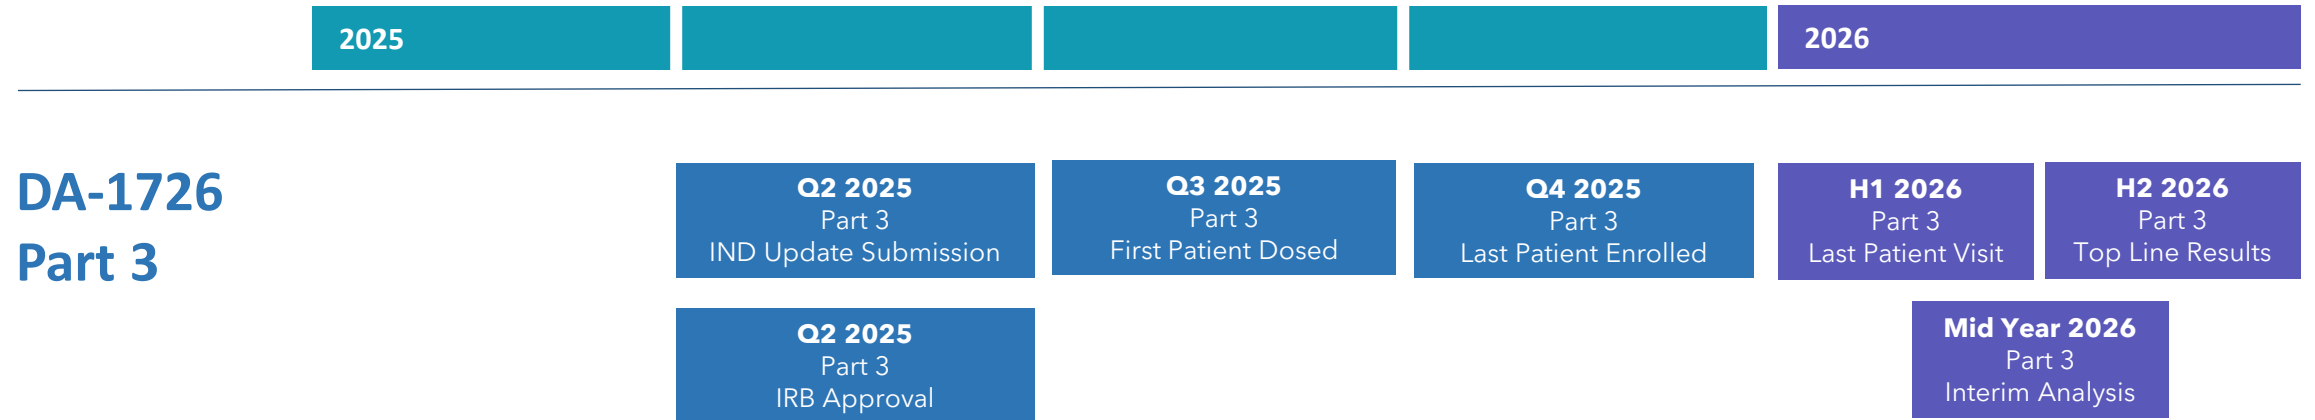 2025
2026
DA-1726
Part 3
Q2 2025
Part 3
IND Update Submission
Q3 2025
Part 3
First Patient Dosed
Q4 2025
Part 3
Last Patient Enrolled
H1 2026
Part 3
Last Patient Visit
H2 2026
Part 3
Top Line Results
Q2 2025
Part 3
IRB Approval
Mid Year 2026
Part 3
Interim Analysis